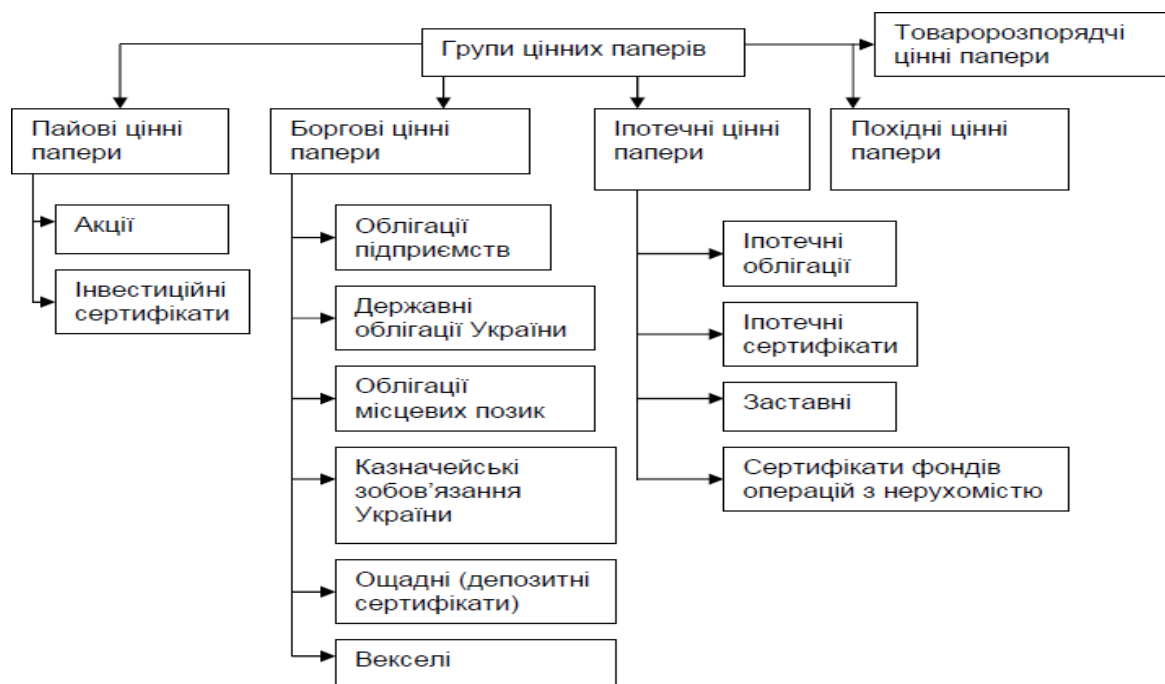 Групи цінних паперів
Товаророзпорядчі
цінні папери
Пайові цінні
папери
Боргові цінні
папери
Іпотечні цінні
папери
Похідні цінні
папери
Акції
Інвестиційні
сертифікати
Облігації
підприємств
Державні
облігації України
Облігації
місцевих позик
Казначейські
зобов’язання
України
Ощадні (депозитні
сертифікати)
Векселі
Іпотечні
облігації
Іпотечні
сертифікати
Заставні
Сертифікати фондів
операцій з нерухомістю